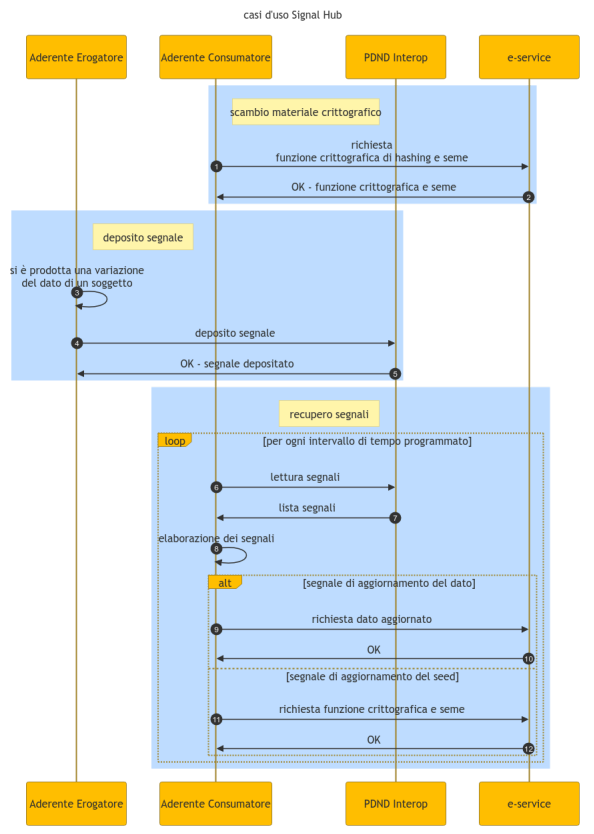 casi d'uso Signal Hub
Aderente Erogatore
Aderente Consumatore
PDND Interop
e-service
scambio materiale crittografico
richiesta
funzione crittografica di hashing e seme
1
OK - funzione crittografica e seme
2
deposito segnale
si è prodotta una variazione
del dato di un soggetto
3
deposito segnale
4
OK - segnale depositato
5
recupero segnali
loop
[per ogni intervallo di tempo programmato]
lettura segnali
6
lista segnali
7
elaborazione dei segnali
8
alt
[segnale di aggiornamento del dato]
richiesta dato aggiornato
9
OK
10
[segnale di aggiornamento del seed]
richiesta funzione crittografica e seme
11
OK
12
Aderente Erogatore
Aderente Consumatore
PDND Interop
e-service